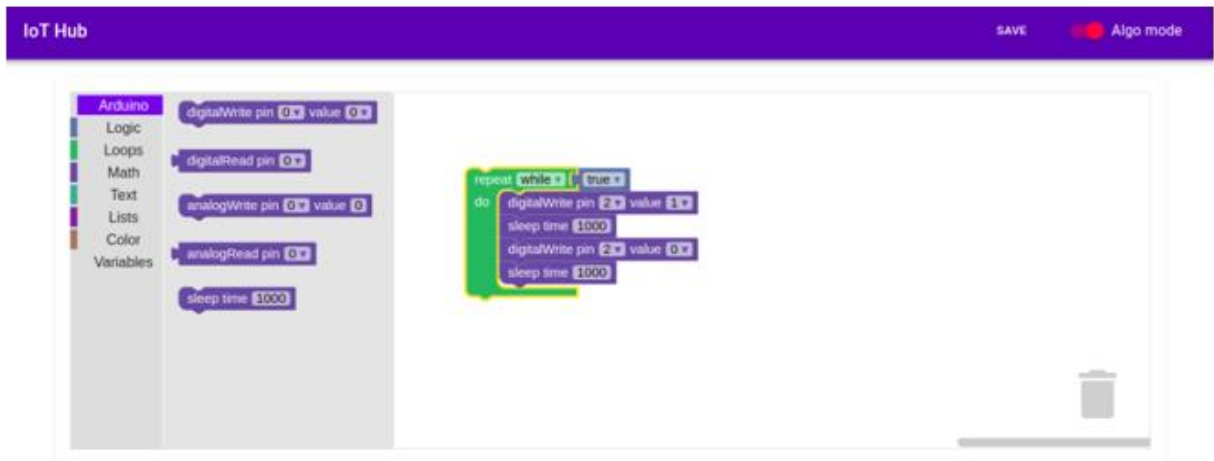 IoT Hub
SAVE
Algo mode
Arduino
Logic
Loops
Math
Text
Lists
Color
Variables
digitalWrite pin 0 value 0
digitalRead pin 0
analogWrite pin 0 value 0
analogRead pin 0
sleep time 1000
repeat while true
do digitalWrite pin 2 value 1
sleep time 1000
digitalWrite pin 2 value 0
sleep time 1000